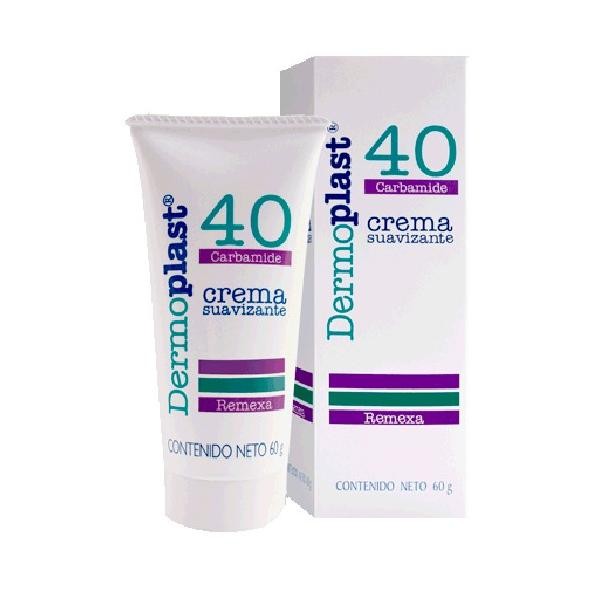 Dermoplast®
40
Carbamide
crema
suavizante
Remexa
CONTENIDO NETO 60 g
Dermoplast®
40
Carbamide
crema
suavizante
Remexa
CONTENIDO NETO 60 g